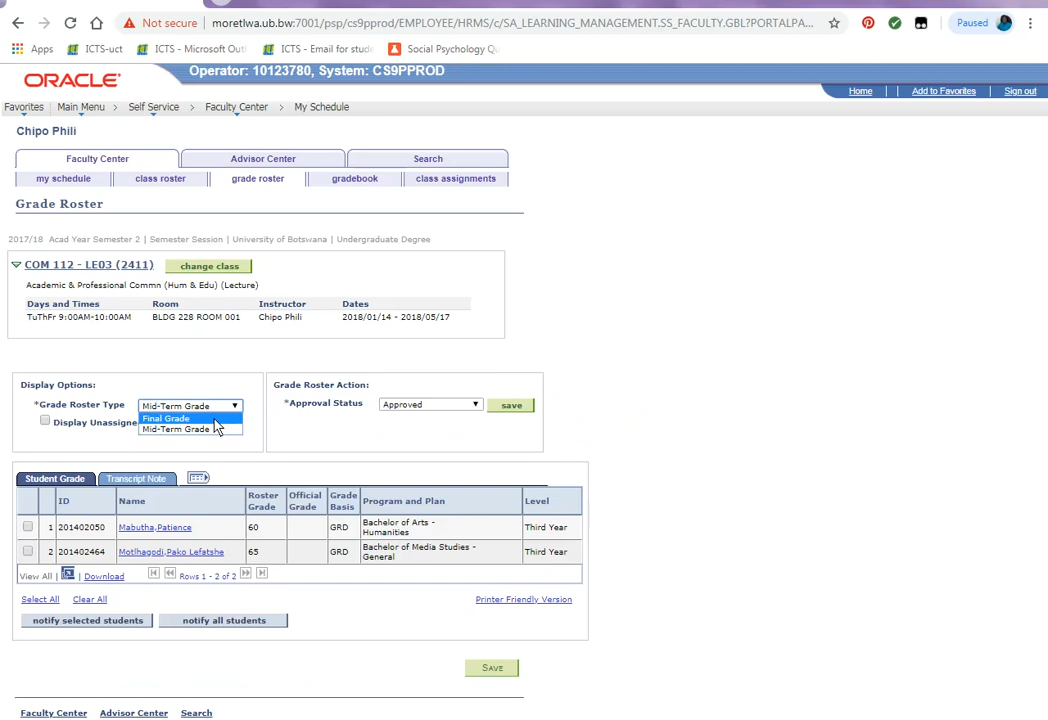 Not secure | moretlwa.ub.bw:7001/psp/cs9pprod/EMPLOYEE/HRMS/c/SA_LEARNING_MANAGEMENT.SS_FACULTY.GBL?PORTALPA... Paused
Apps ICTS-uct ICTS - Microsoft Outl ICTS - Email for stude Social Psychology Qu
ORACLE' Operator: 10123780, System: CS9PPROD
Home Add to Favorites Sign out
Favorites Main Menu > Self Service > Faculty Center > My Schedule
Chipo Phili
Faculty Center Advisor Center Search
my schedule class roster grade roster gradebook class assignments
Grade Roster
2017/18 Acad Year Semester 2 | Semester Session | University of Botswana | Undergraduate Degree
COM 112 - LE03 (2411) change class
Academic & Professional Commn (Hum & Edu) (Lecture)
Days and Times Room Instructor Dates
TuThFr 9:00AM-10:00AM BLDG 228 ROOM 001 Chipo Phili 2018/01/14 - 2018/05/17
Display Options: Grade Roster Action:
*Grade Roster Type Mid-Term Grade *Approval Status Approved save
Final Grade
Display Unassigne Mid-Term Grade
Student Grade Transcript Note
ID Name Roster Grade Official Grade Grade Basis Program and Plan Level
1 201402050 Mabutha,Patience 60 GRD Bachelor of Arts - Humanities Third Year
2 201402464 Motlhagodi,Pako Lefatshe 65 GRD Bachelor of Media Studies - General Third Year
View All | Download Rows 1 - 2 of 2
Select All Clear All Printer Friendly Version
notify selected students notify all students
SAVE
Faculty Center Advisor Center Search